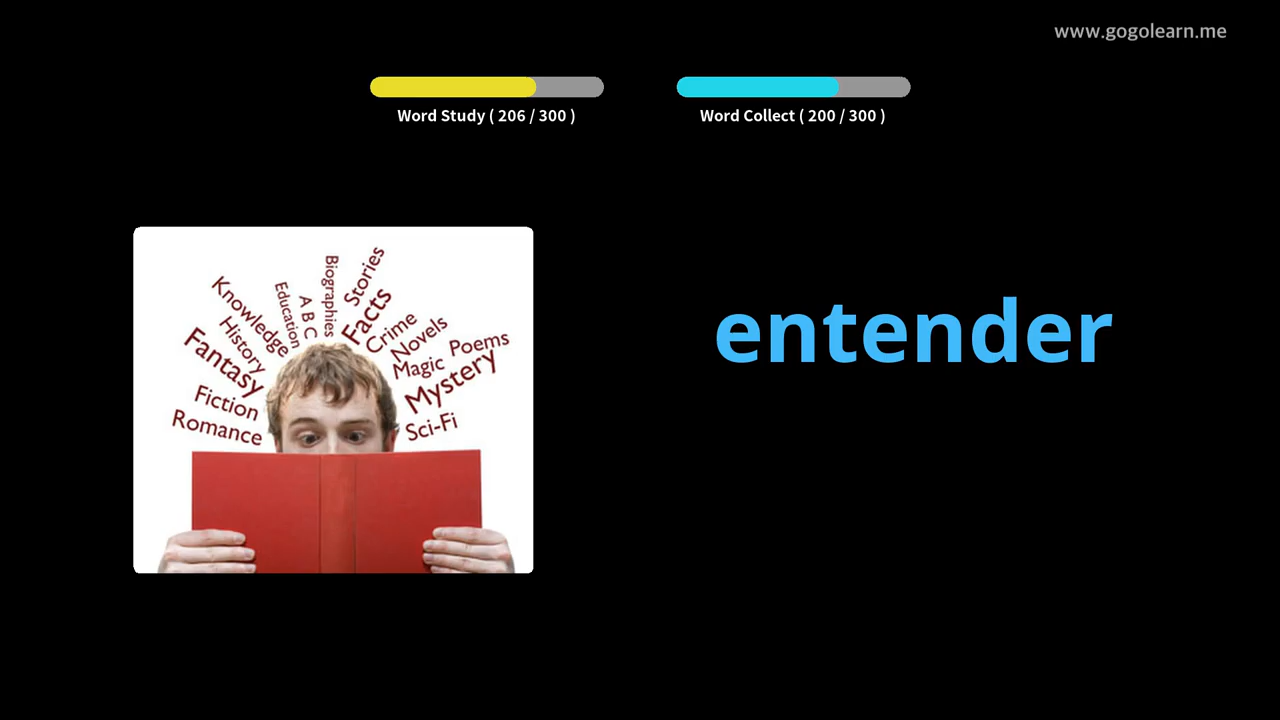 www.gogolearn.me
Word Study ( 206 / 300 )
Word Collect ( 200 / 300 )
entender
Romance
Fiction
Fantasy
History
Knowledge
Education
A B C
Biographies
Stories
Facts
Crime
Novels
Magic
Poems
Mystery
Sci-Fi